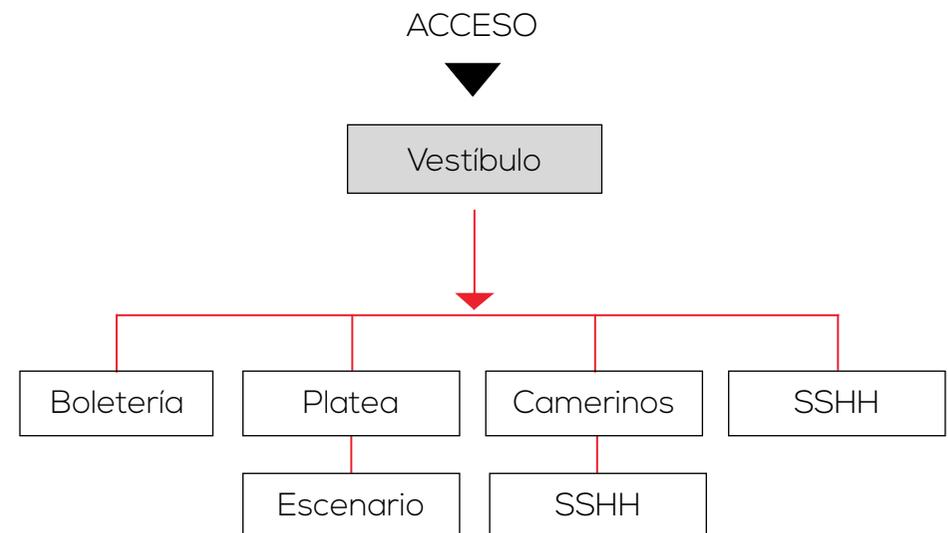 ACCESO
Vestíbulo
Boletería
Platea
Camerinos
SSHH
Escenario
SSHH